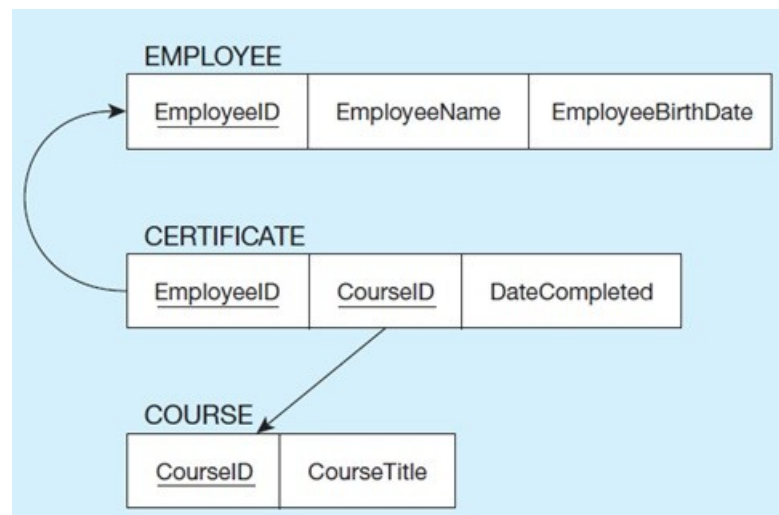 EMPLOYEE
EmployeeID EmployeeName EmployeeBirthDate
CERTIFICATE
EmployeeID CourseID DateCompleted
COURSE
CourseID CourseTitle